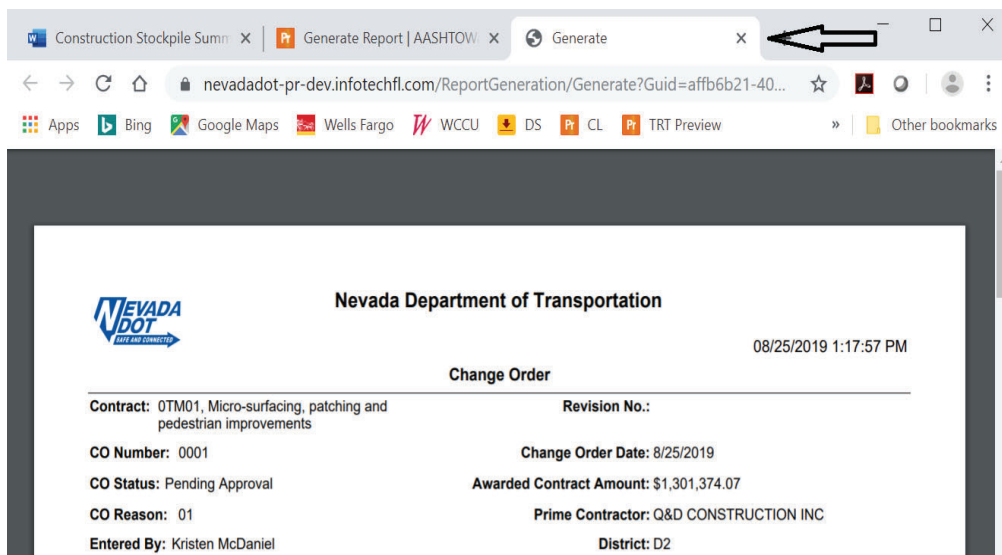 Construction Stockpile Summ Generate Report | AASHTOW Generate
nevadadot-pr-dev.infotechfl.com/ReportGeneration/Generate?Guid=affb6b21-40...
Apps Bing Google Maps Wells Fargo WCCU DS CL TRT Preview » Other bookmarks
NEVADA
DOT
SAFE AND CONNECTED
Nevada Department of Transportation
08/25/2019 1:17:57 PM
Change Order
Contract: 0TM01, Micro-surfacing, patching and Revision No.:
pedestrian improvements
CO Number: 0001 Change Order Date: 8/25/2019
CO Status: Pending Approval Awarded Contract Amount: $1,301,374.07
CO Reason: 01 Prime Contractor: Q&D CONSTRUCTION INC
Entered By: Kristen McDaniel District: D2